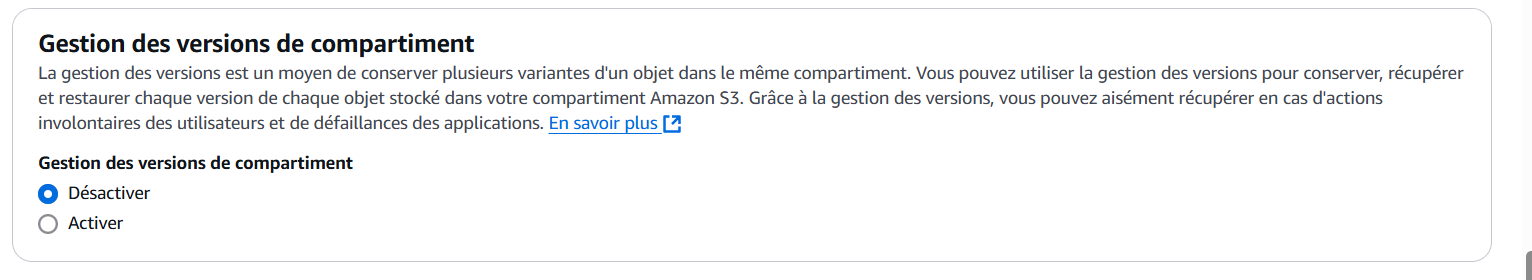 Gestion des versions de compartiment
La gestion des versions est un moyen de conserver plusieurs variantes d'un objet dans le même compartiment. Vous pouvez utiliser la gestion des versions pour conserver, récupérer
et restaurer chaque version de chaque objet stocké dans votre compartiment Amazon S3. Grâce à la gestion des versions, vous pouvez aisément récupérer en cas d'actions
involontaires des utilisateurs et de défaillances des applications. En savoir plus
Gestion des versions de compartiment
Désactiver
Activer